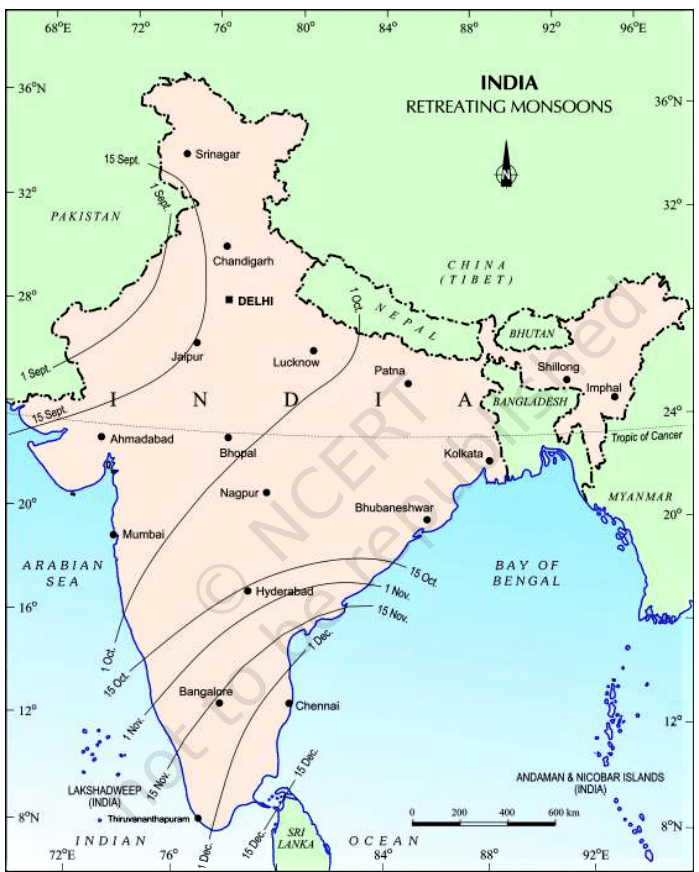 68°E 72° 76° 80° 84° 88° 92° 96°E
INDIA
RETREATING MONSOONS
N
36°N
36°N
15 Sept.
Srinagar
1 Sept.
32°
32°
PAKISTAN
Chandigarh
CHINA
(TIBET)
28°
28°
DELHI
1 Oct.
NEPAL
BHUTAN
Jaipur
Lucknow
1 Sept.
Patna
Shillong
Imphal
15 Sept.
INDIA
BANGLADESH
Ahmadabad
Bhopal
Kolkata
Tropic of Cancer
Nagpur
MYANMAR
20°
20°
Bhubaneshwar
Mumbai
ARABIAN
SEA
BAY OF
BENGAL
15 Oct.
Hyderabad
1 Nov.
16°
16°
15 Nov.
1 Oct.
1 Dec.
15 Oct.
Bangalore
Chennai
12°
12°
1 Nov.
15 Nov.
15 Dec.
LAKSHADWEEP
(INDIA)
ANDAMAN & NICOBAR ISLANDS
(INDIA)
Thiruvananthapuram
8°N
0 200 400 600 km
8°N
INDIAN OCEAN
SRI
LANKA
1 Dec.
15 Dec.
72°E 76° 84° 88° 92°E
© NCERT
not to be republished